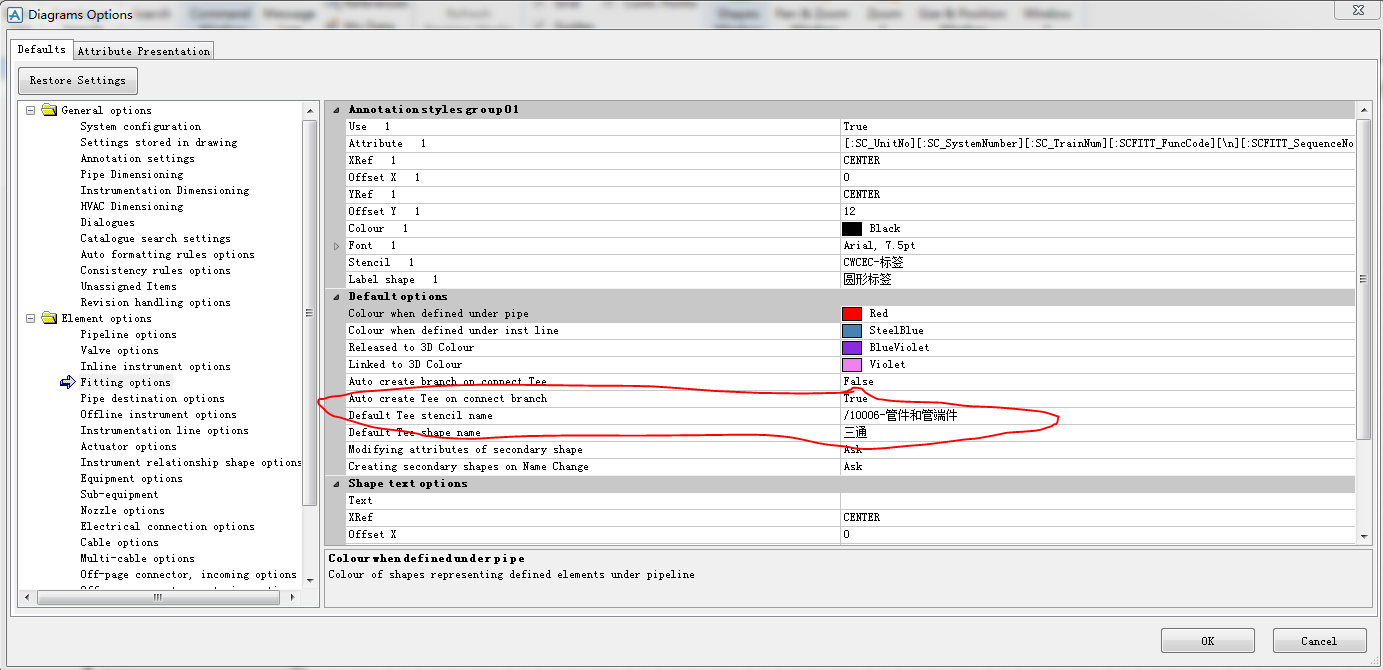 Diagrams Options
Defaults
Attribute Presentation
Restore Settings
General options
System configuration
Settings stored in drawing
Annotation settings
Pipe Dimensioning
Instrumentation Dimensioning
HVAC Dimensioning
Dialogues
Catalogue search settings
Auto formatting rules options
Consistency rules options
Unassigned Items
Revision handling options
Element options
Pipeline options
Valve options
Inline instrument options
Fitting options
Pipe destination options
Offline instrument options
Instrumentation line options
Actuator options
Instrument relationship shape options
Equipment options
Sub-equipment
Nozzle options
Electrical connection options
Cable options
Multi-cable options
Off-page connector, incoming options
Annotation styles group 01
Use 1 True
Attribute 1 [:SC_UnitNo][:SC_SystemNumber][:SC_TrainNum][:SCFITT_FuncCode][\n][:SCFITT_SequenceNo
XRef 1 CENTER
Offset X 1 0
YRef 1 CENTER
Offset Y 1 12
Colour 1 Black
Font 1 Arial, 7.5pt
Stencil 1 CWCEC-标签
Label shape 1 圆形标签
Default options
Colour when defined under pipe Red
Colour when defined under inst line SteelBlue
Released to 3D Colour BlueViolet
Linked to 3D Colour Violet
Auto create branch on connect Tee False
Auto create Tee on connect branch True
Default Tee stencil name /10006-管件和管端件
Default Tee shape name 三通
Modifying attributes of secondary shape Ask
Creating secondary shapes on Name Change Ask
Shape text options
Text
XRef CENTER
Offset X 0
Colour when defined under pipe
Colour of shapes representing defined elements under pipeline
OK
Cancel